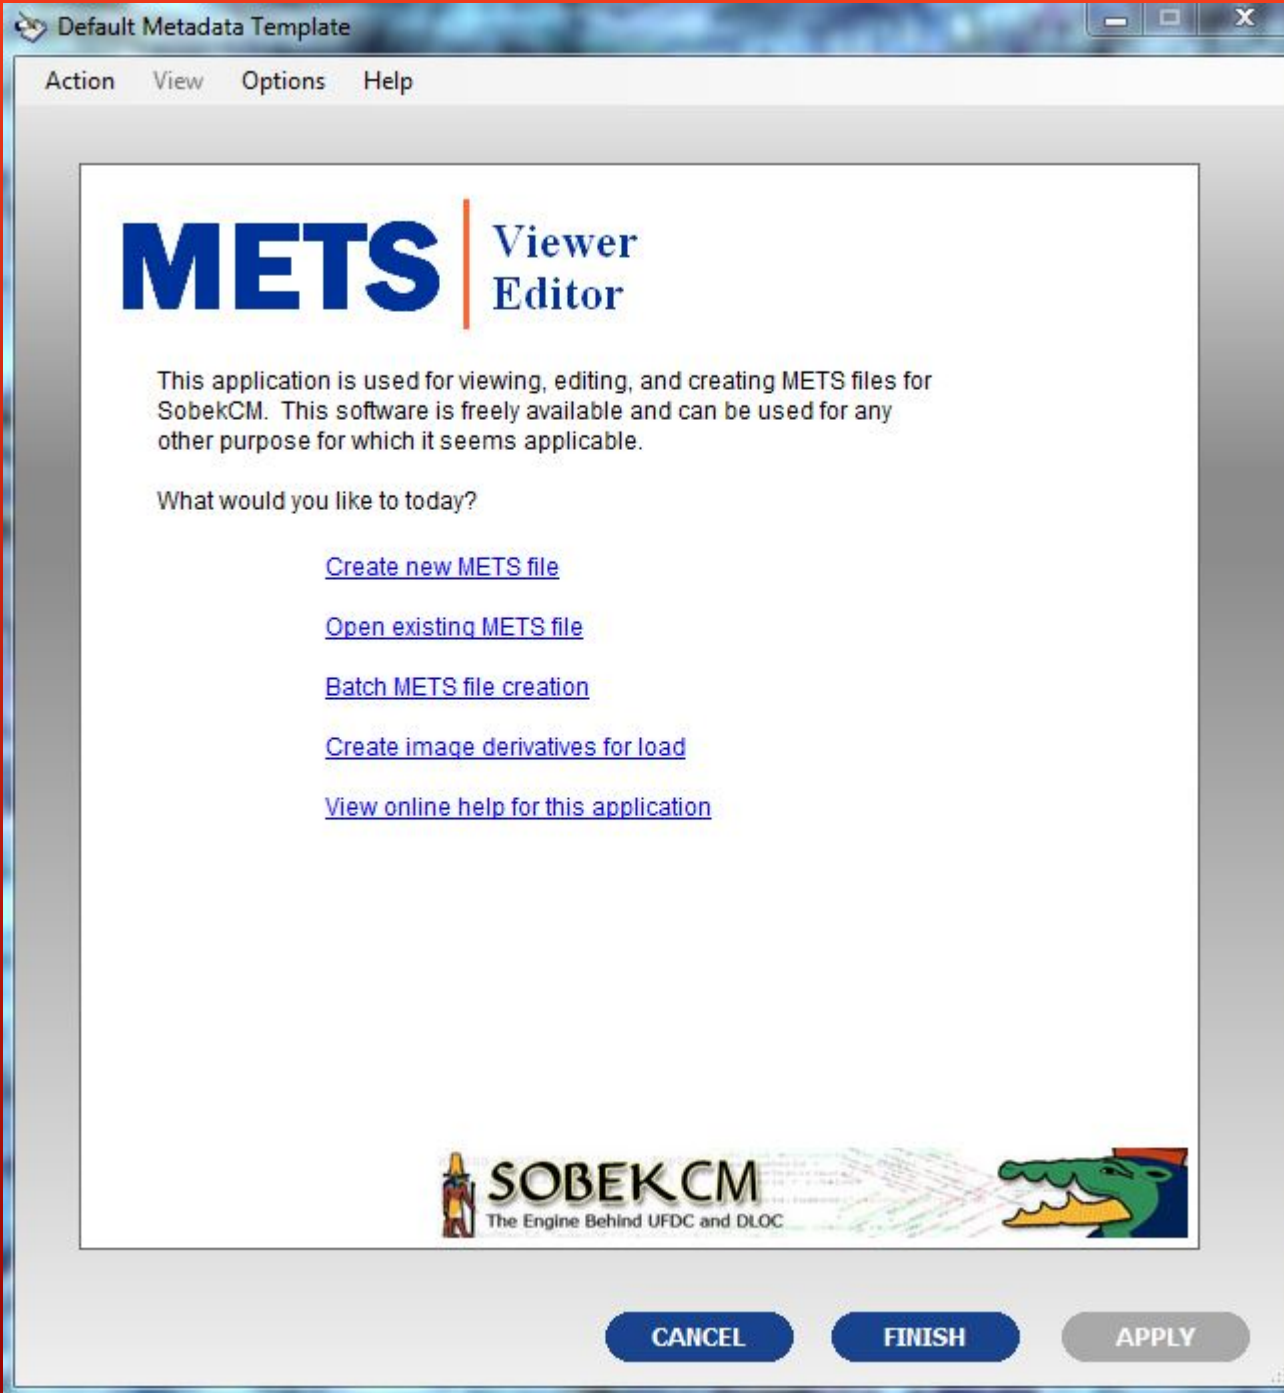 Default Metadata Template
Action View Options Help
METS
Viewer
Editor
This application is used for viewing, editing, and creating METS files for
SobekCM. This software is freely available and can be used for any
other purpose for which it seems applicable.
What would you like to today?
Create new METS file
Open existing METS file
Batch METS file creation
Create image derivatives for load
View online help for this application
SOBEKCM
The Engine Behind UFDC and DLOC
CANCEL FINISH APPLY